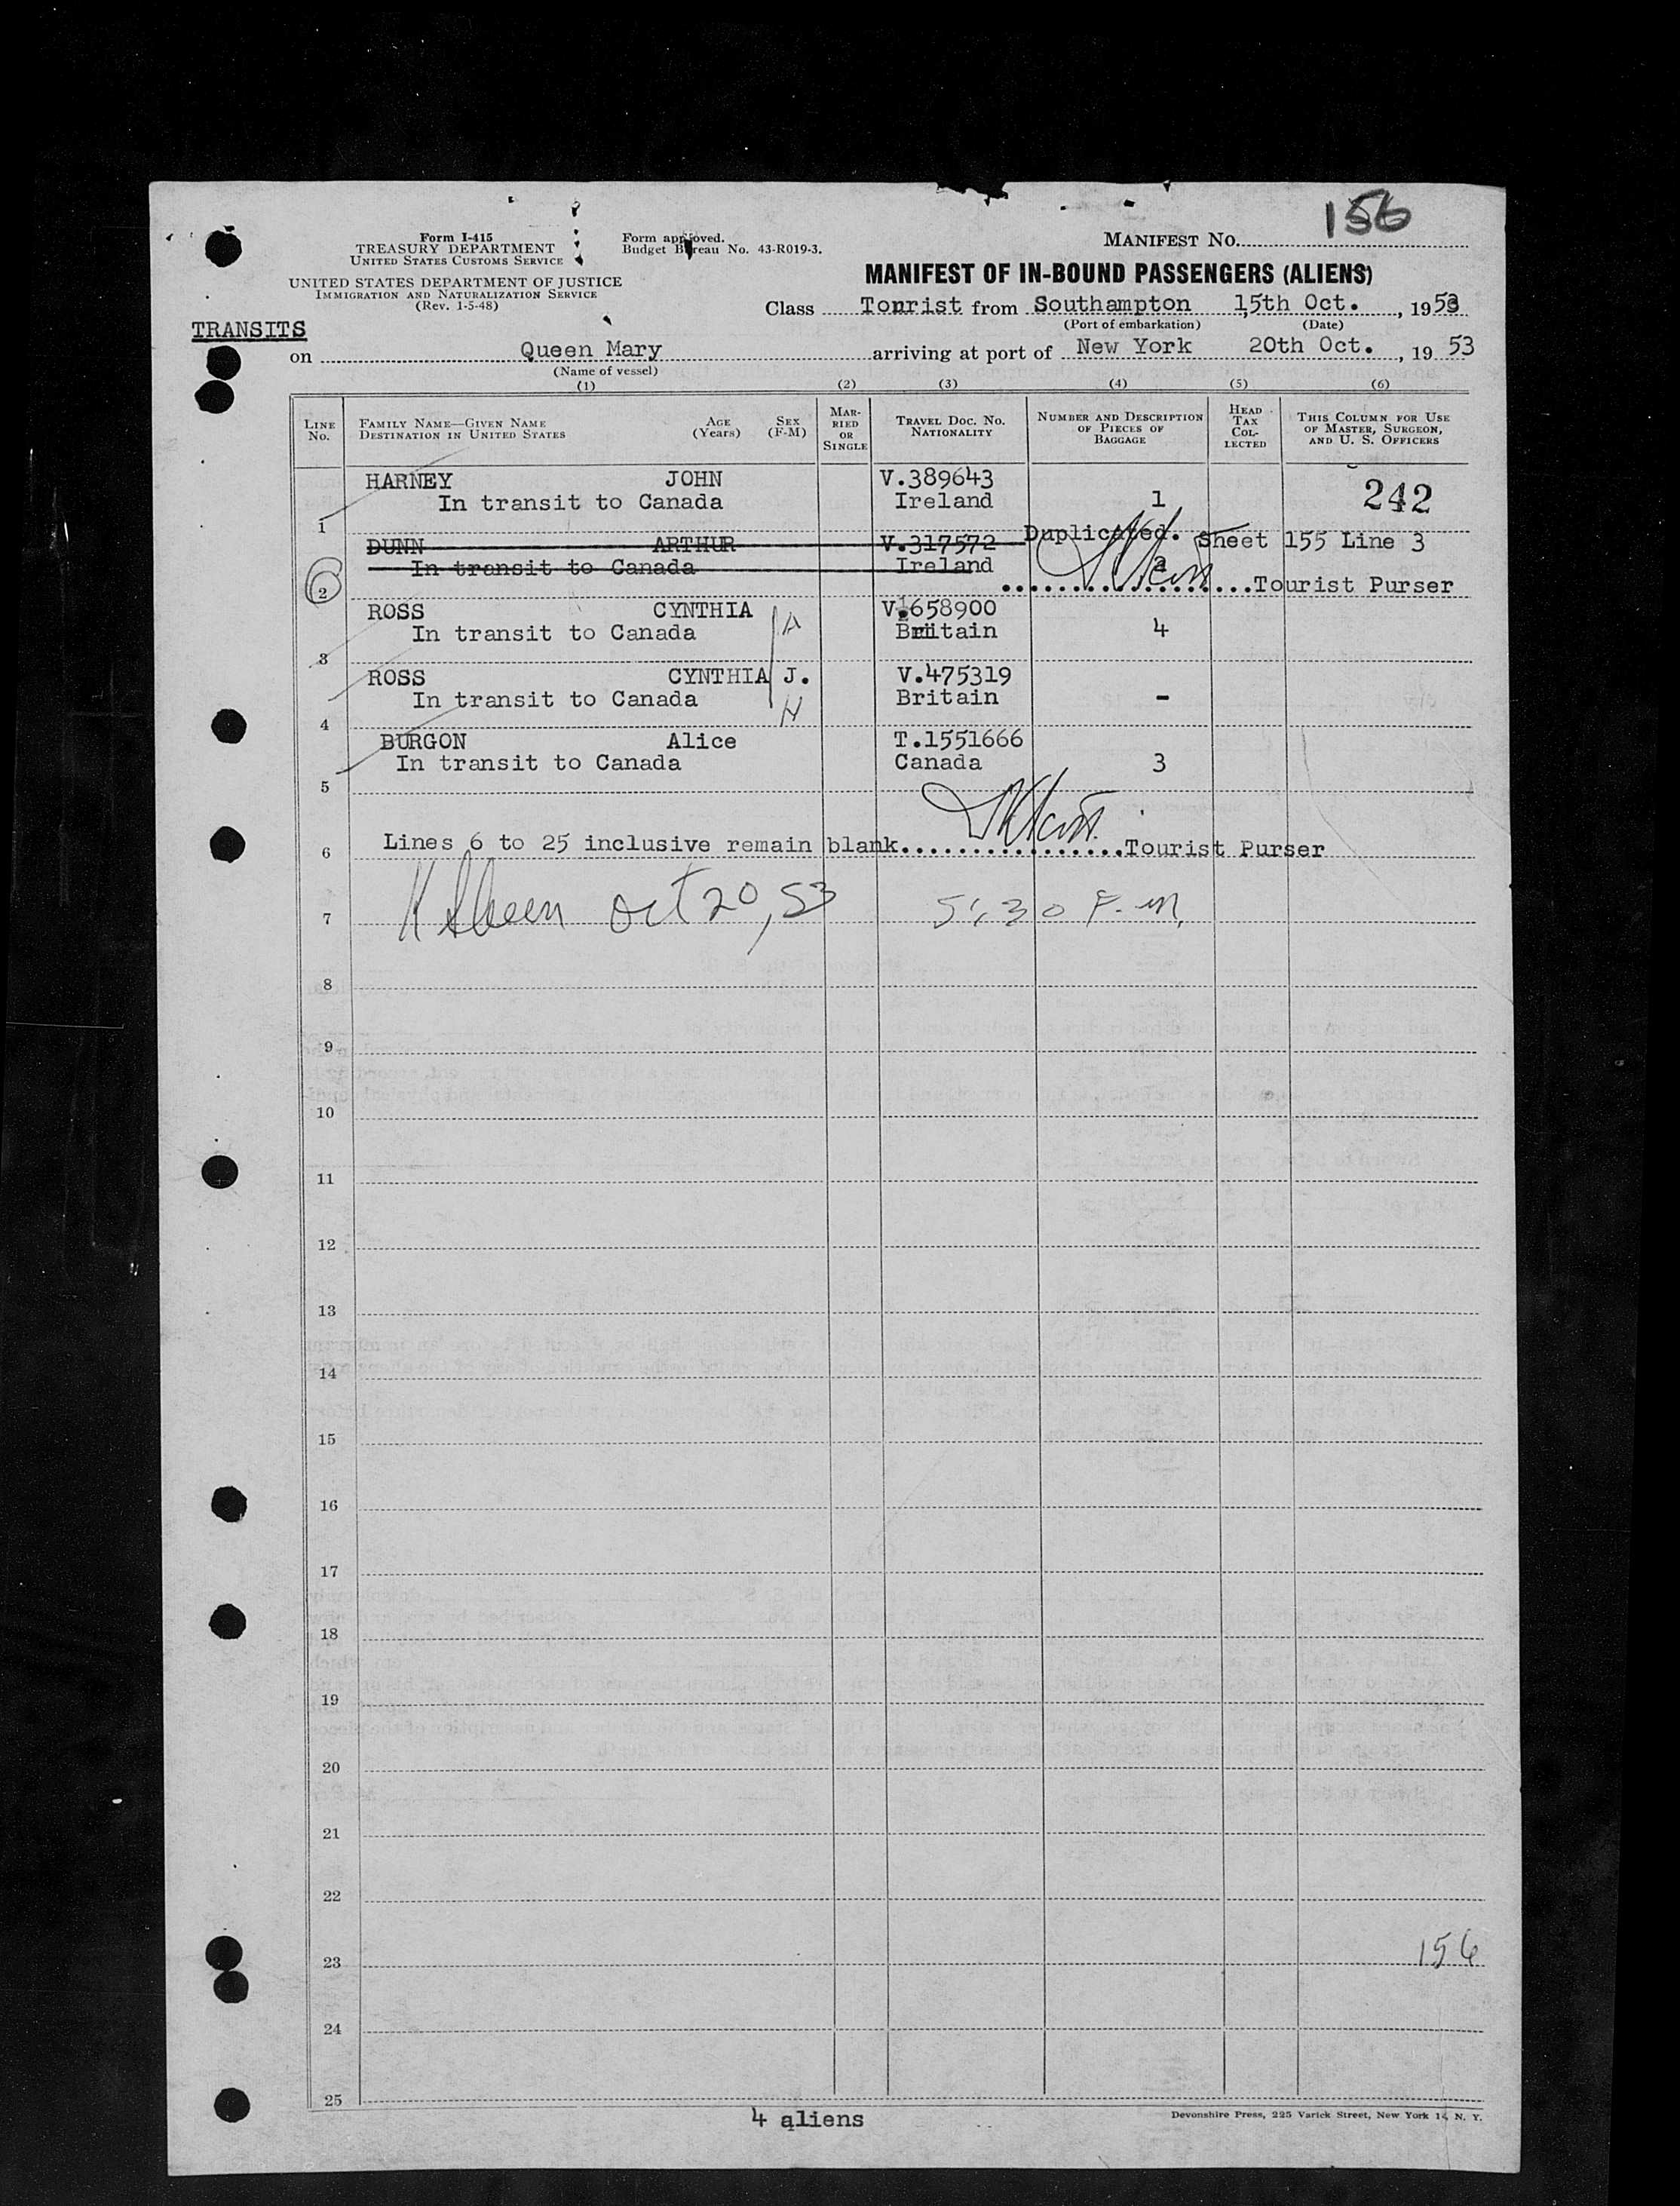 156
Form I-415
TREASURY DEPARTMENT
UNITED STATES CUSTOMS SERVICE
Form approved.
Budget Bureau No. 43-R019-3.
MANIFEST NO.
UNITED STATES DEPARTMENT OF JUSTICE
IMMIGRATION AND NATURALIZATION SERVICE
(Rev. 1-5-48)
MANIFEST OF IN-BOUND PASSENGERS (ALIENS)
Class Tourist from Southampton 15th Oct. , 1953
(Port of embarkation) (Date)
TRANSITS
on Queen Mary arriving at port of New York 20th Oct. , 19 53
(Name of vessel)
(1) (2) (3) (4) (5) (6)
LINE NO. FAMILY NAME—GIVEN NAME DESTINATION IN UNITED STATES AGE (Years) SEX (F-M) MARRIED OR SINGLE TRAVEL DOC. NO. NATIONALITY NUMBER AND DESCRIPTION OF PIECES OF BAGGAGE HEAD TAX COLLECTED THIS COLUMN FOR USE OF MASTER, SURGEON, AND U. S. OFFICERS
HARNEY JOHN V.389643
In transit to Canada Ireland 1 242
1
DUNN ARTHUR V.317572 Duplicated. Sheet 155 Line 3
In transit to Canada Ireland 2
2 Tourist Purser
ROSS CYNTHIA V.658900
In transit to Canada A Britain 4
3
ROSS CYNTHIA J. V.475319
In transit to Canada H Britain -
4
BURGON Alice T.1551666
In transit to Canada Canada 3
5
6 Lines 6 to 25 inclusive remain blank Tourist Purser
7 Oct 20, 53 5:30 P.M.
8
9
10
11
12
13
14
15
16
17
18
19
20
21
22
23 156
24
25
4 aliens
Devonshire Press, 225 Varick Street, New York 14, N. Y.